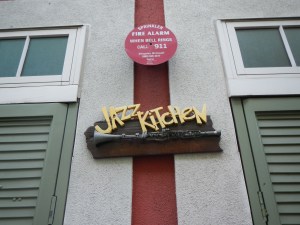 SPRINKLER
FIRE ALARM
WHEN BELL RINGS
CALL 911
JAZZ KITCHEN